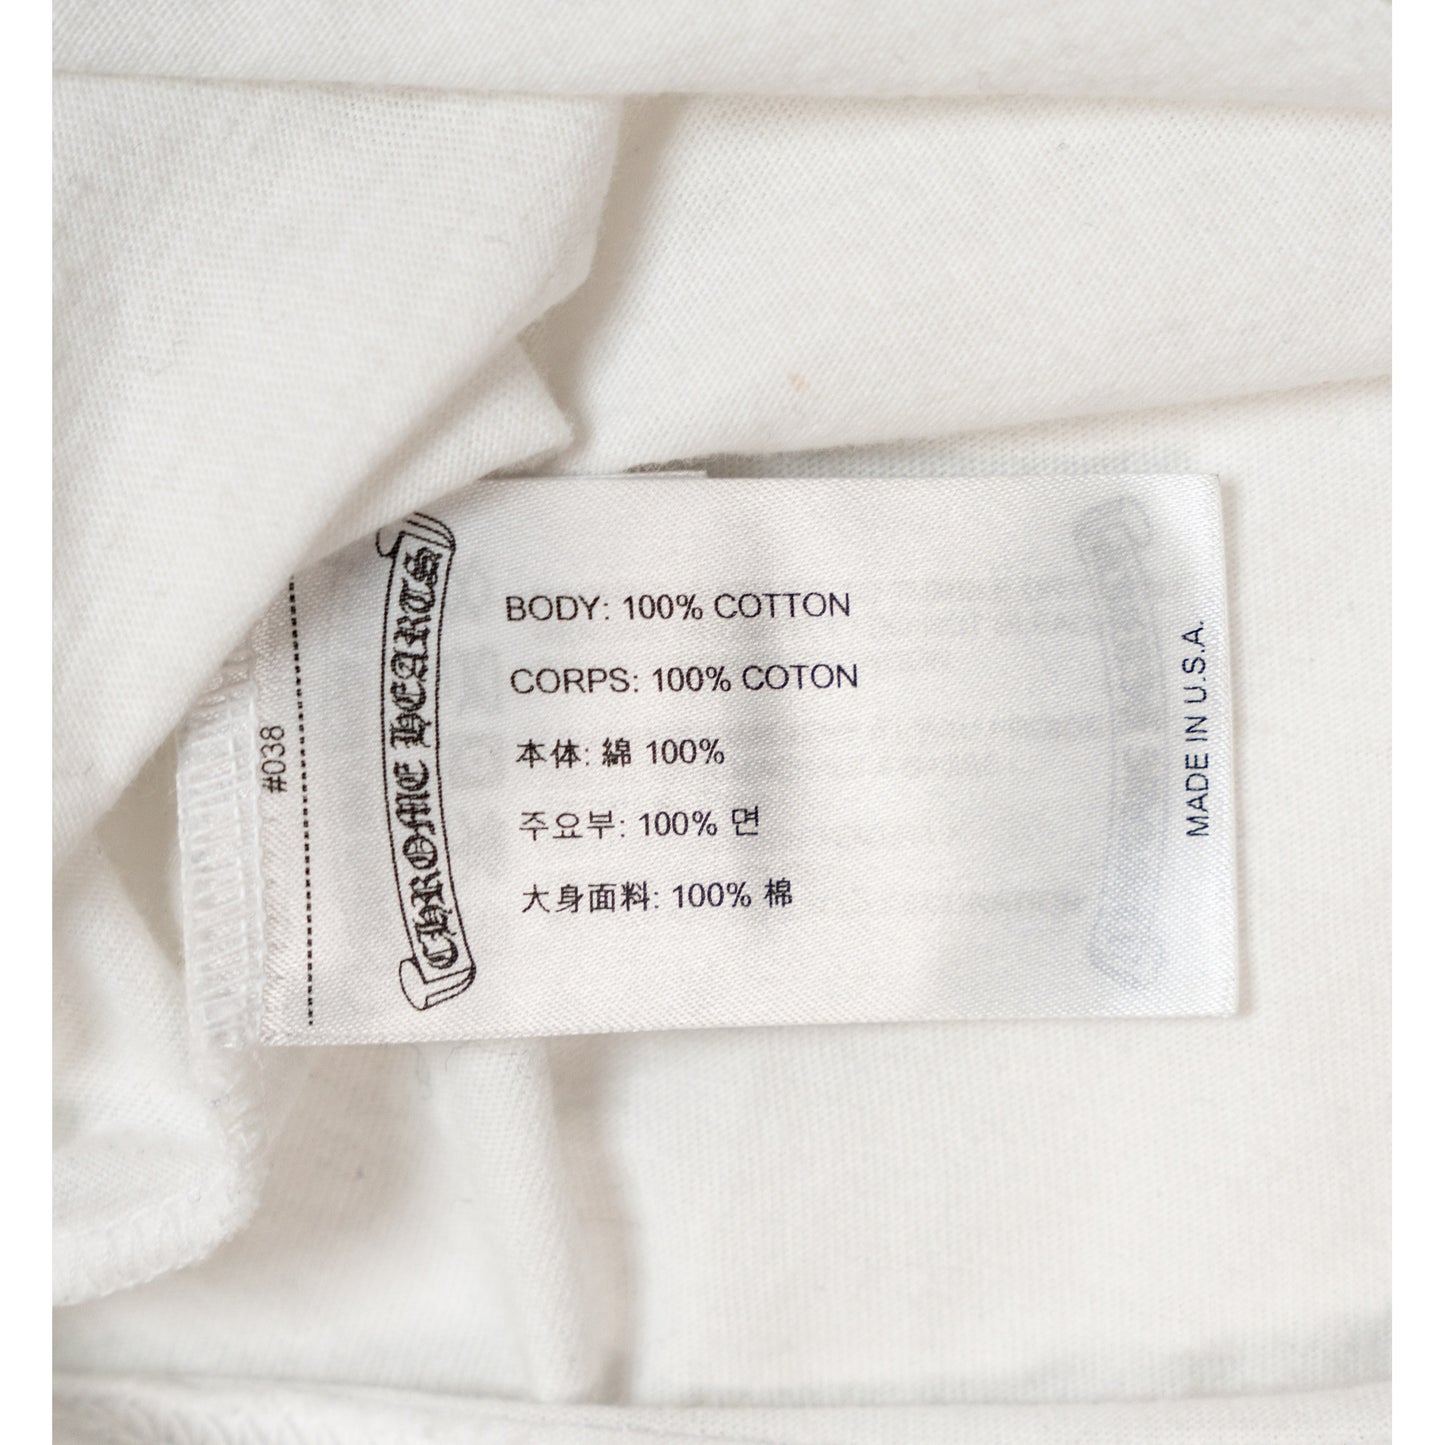 #038
CHROME HEARTS
BODY: 100% COTTON
CORPS: 100% COTON
本体: 綿 100%
주요부: 100% 면
大身面料: 100% 棉
MADE IN U.S.A.